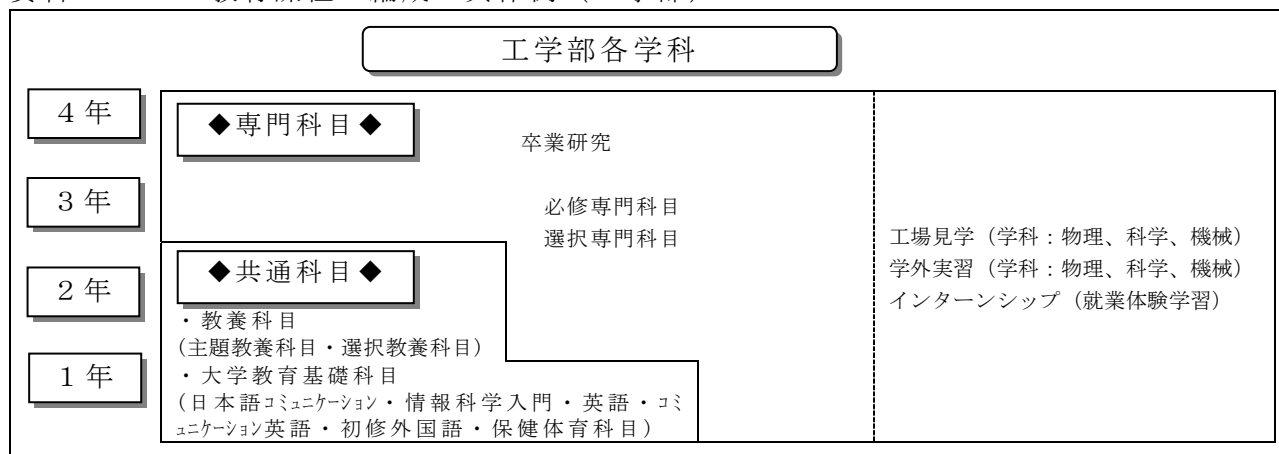 工学部各学科
４年
◆専門科目◆
卒業研究
３年
必修専門科目
選択専門科目
工場見学（学科：物理、科学、機械）
学外実習（学科：物理、科学、機械）
インターンシップ（就業体験学習）
２年
◆共通科目◆
・教養科目
(主題教養科目・選択教養科目)
１年
・大学教育基礎科目
(日本語ｺﾐｭﾆｹｰｼｮﾝ・情報科学入門・英語・ｺﾐ
ｭﾆｹｰｼｮﾝ英語・初修外国語・保健体育科目)